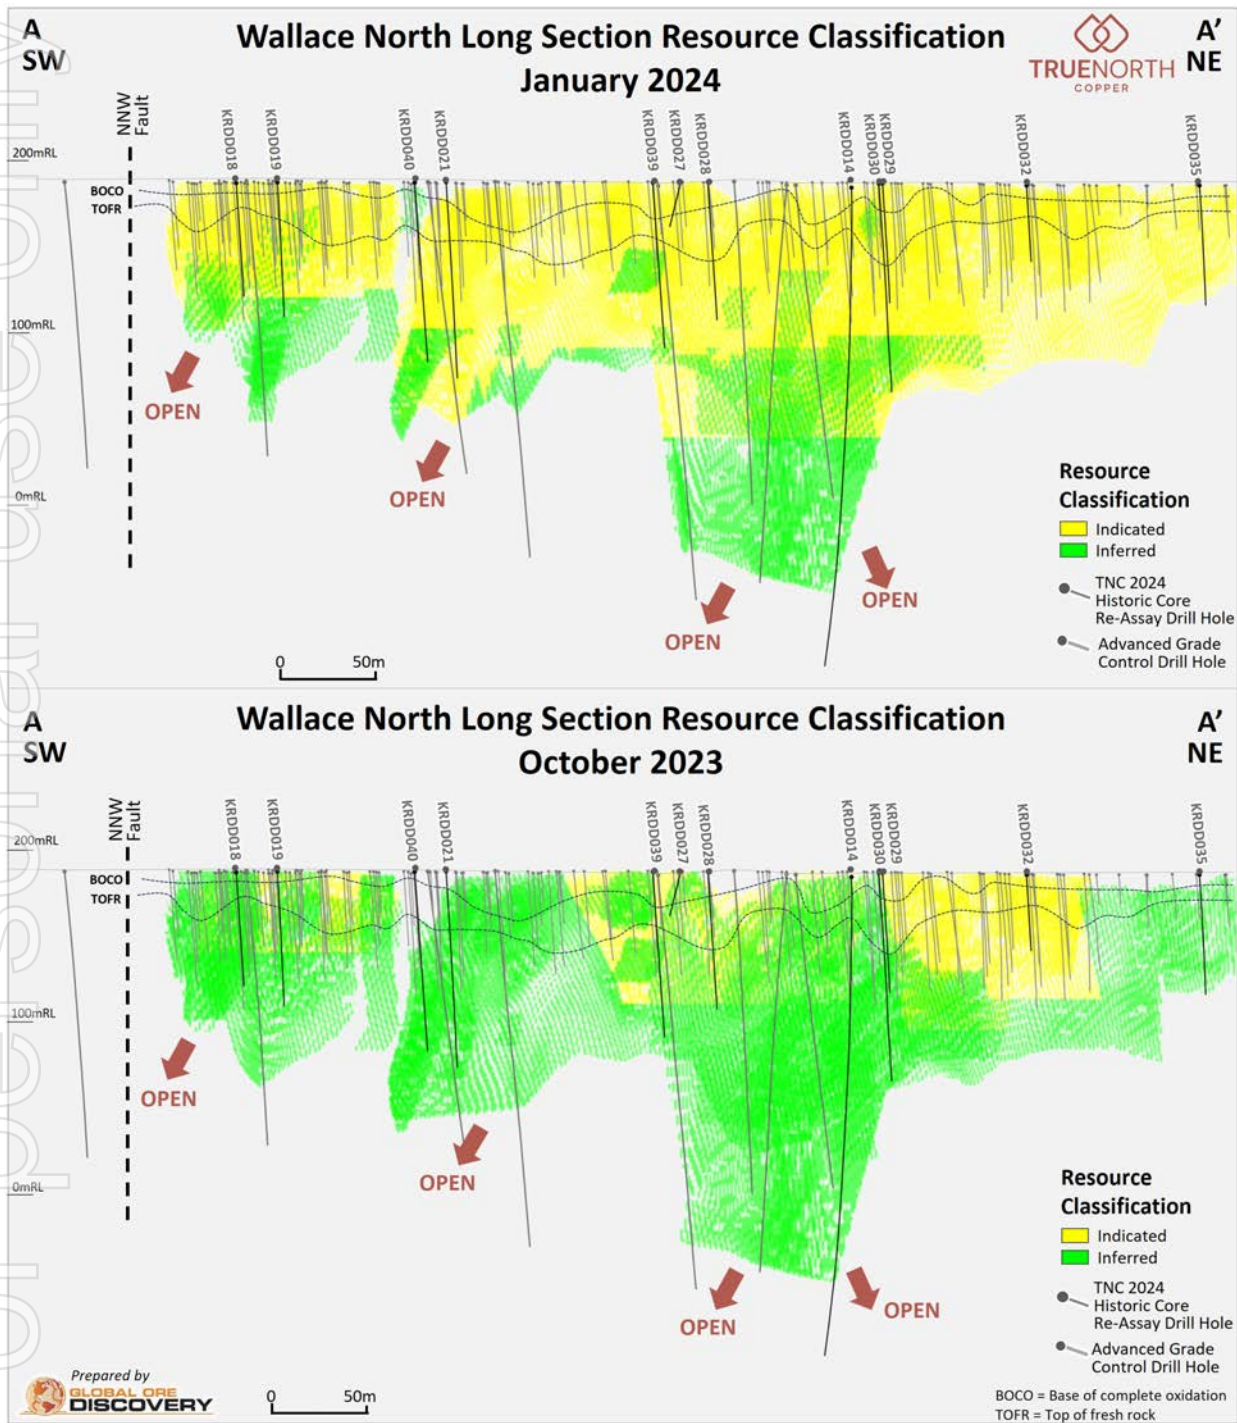 A
SW
Wallace North Long Section Resource Classification
January 2024
TRUENORTH
COPPER
A'
NE
NNW
Fault
KRDD018
KRDD019
KRDD040
KRDD021
KRDD039
KRDD027
KRDD028
KRDD014
KRDD030
KRDD029
KRDD032
KRDD035
200mRL
BOCO
TOFR
100mRL
0mRL
OPEN
OPEN
OPEN
OPEN
Resource
Classification
Indicated
Inferred
TNC 2024
Historic Core
Re-Assay Drill Hole
Advanced Grade
Control Drill Hole
0 50m
A
SW
Wallace North Long Section Resource Classification
October 2023
A'
NE
NNW
Fault
KRDD018
KRDD019
KRDD040
KRDD021
KRDD039
KRDD027
KRDD028
KRDD014
KRDD030
KRDD029
KRDD032
KRDD035
200mRL
BOCO
TOFR
100mRL
0mRL
OPEN
OPEN
OPEN
OPEN
Resource
Classification
Indicated
Inferred
TNC 2024
Historic Core
Re-Assay Drill Hole
Advanced Grade
Control Drill Hole
BOCO = Base of complete oxidation
TOFR = Top of fresh rock
0 50m
Prepared by
GLOBAL ORE
DISCOVERY
or personal use only